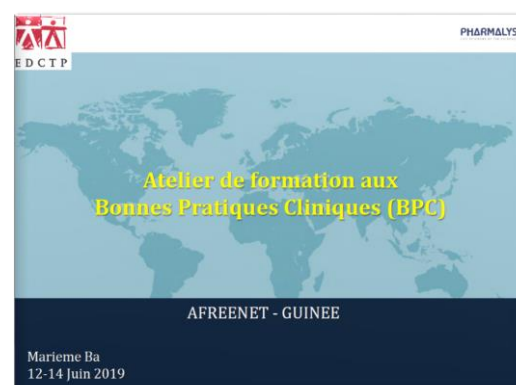 EDCTP
PHARMALYS
Atelier de formation aux
Bonnes Pratiques Cliniques (BPC)
AFREENET - GUINEE
Marieme Ba
12-14 Juin 2019